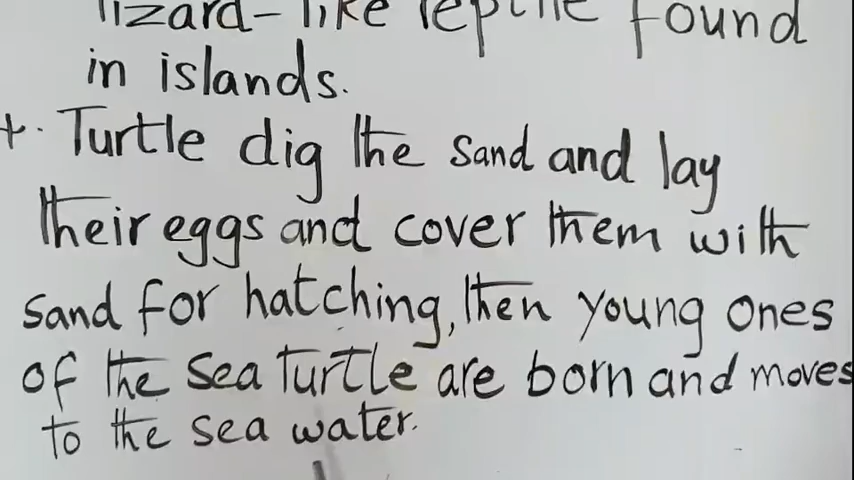 lizard-like reptile found
in islands.
+. Turtle dig the sand and lay
their eggs and cover them with
sand for hatching, then young ones
of the sea turtle are born and moves
to the sea water.